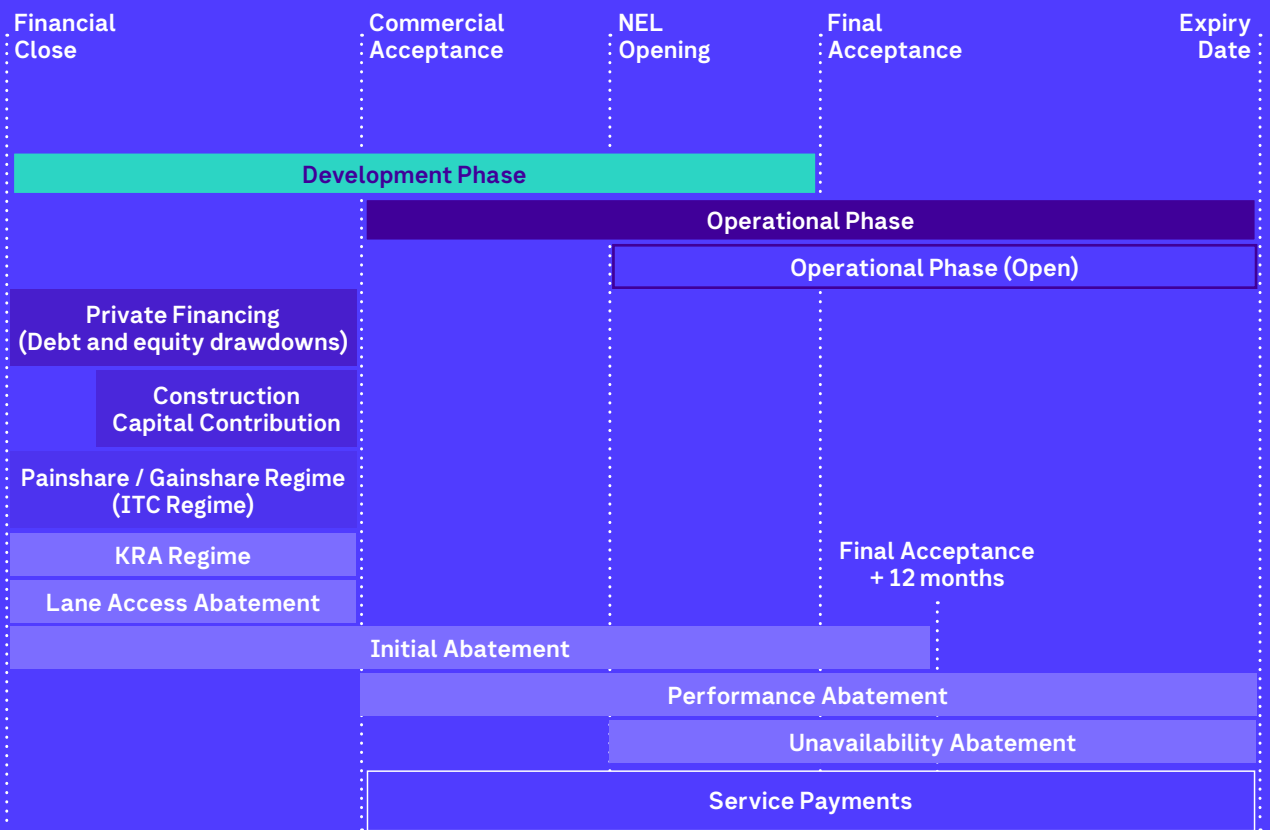 Financial
Close
Commercial
Acceptance
NEL
Opening
Final
Acceptance
Expiry
Date
Development Phase
Operational Phase
Operational Phase (Open)
Private Financing
(Debt and equity drawdowns)
Construction
Capital Contribution
Painshare / Gainshare Regime
(ITC Regime)
KRA Regime
Final Acceptance
+ 12 months
Lane Access Abatement
Initial Abatement
Performance Abatement
Unavailability Abatement
Service Payments